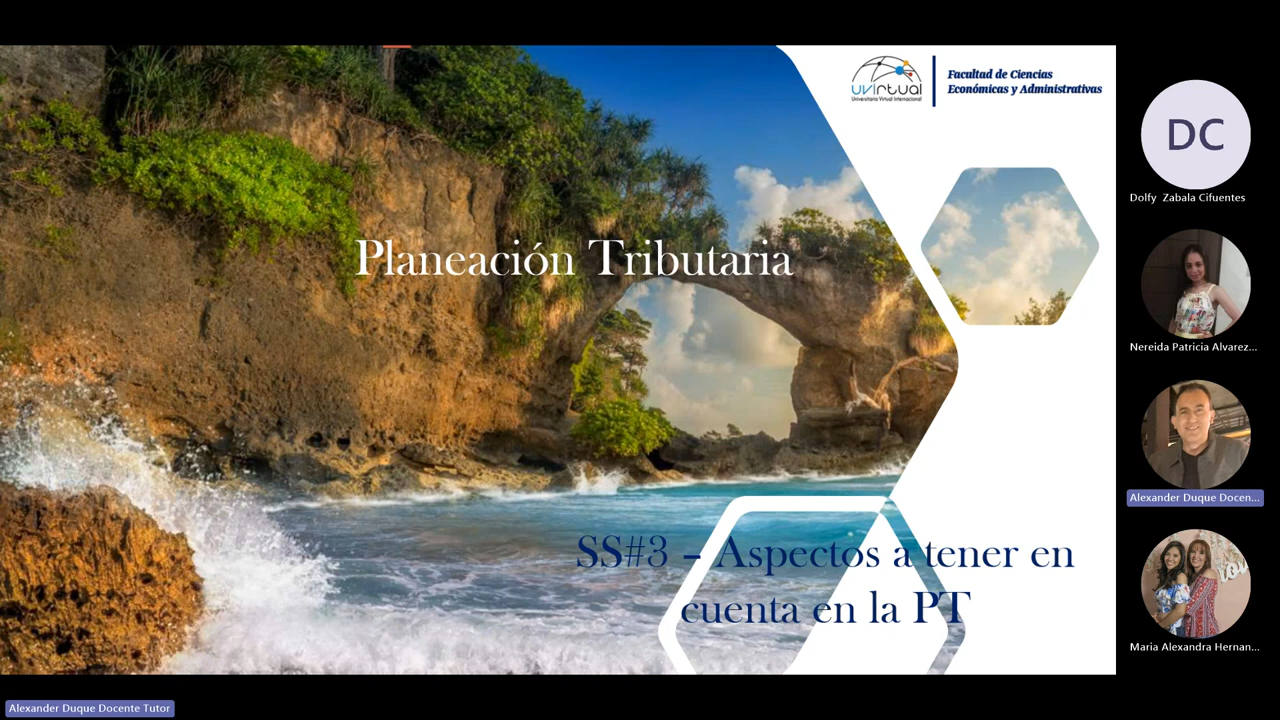 uvirtual
Universitaria Virtual Internacional
Facultad de Ciencias
Económicas y Administrativas
Planeación Tributaria
SS#3 – Aspectos a tener en
cuenta en la PT
DC
Dolfy Zabala Cifuentes
Nereida Patricia Alvarez...
Alexander Duque Docen...
Maria Alexandra Hernan...
Alexander Duque Docente Tutor